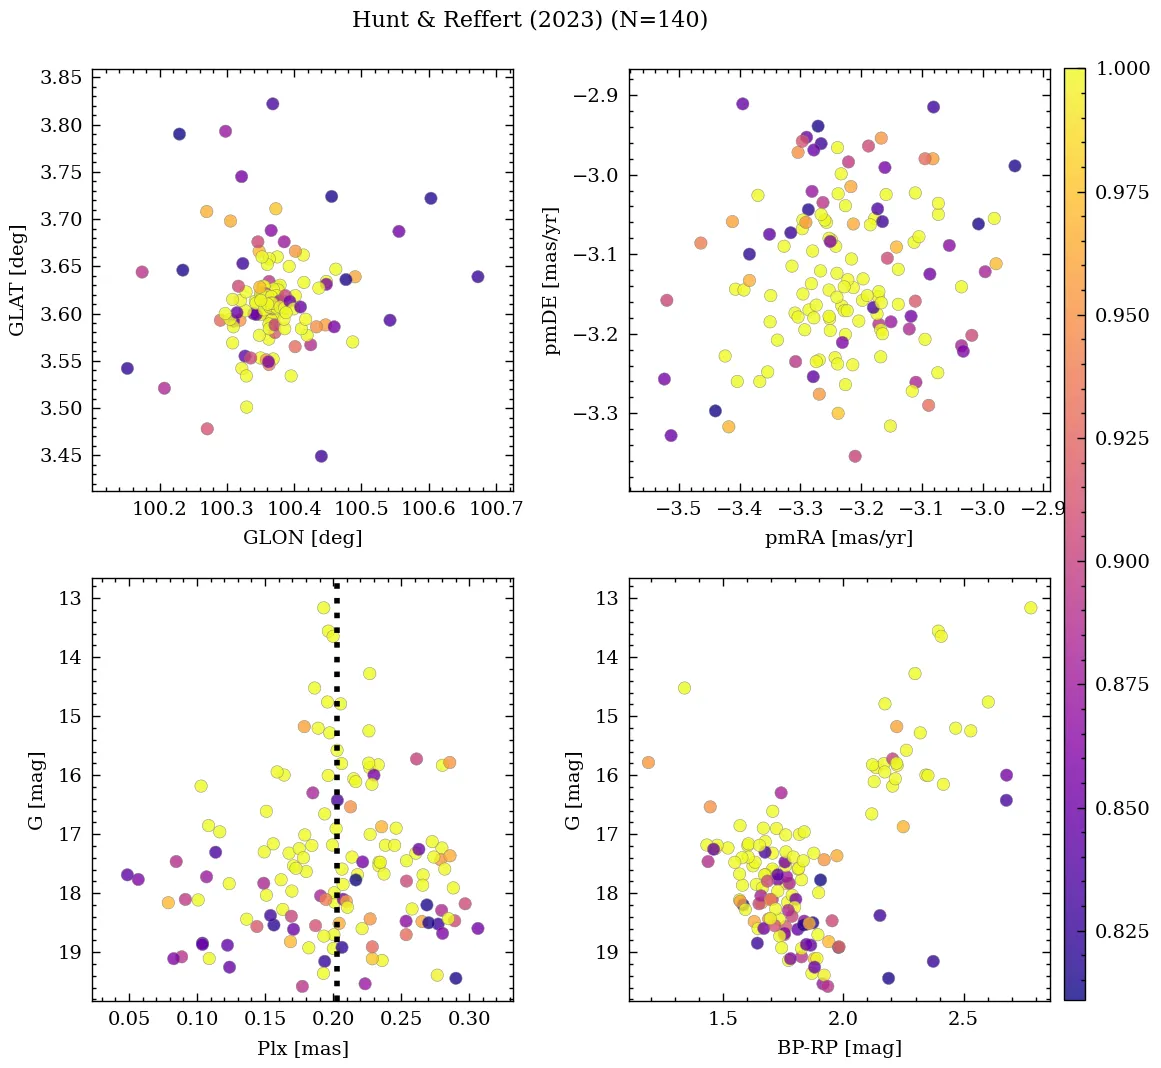 Hunt & Reffert (2023) (N=140)
3.85
3.80
3.75
3.70
3.65
3.60
3.55
3.50
3.45
GLAT [deg]
100.2 100.3 100.4 100.5 100.6 100.7
GLON [deg]
−2.9
−3.0
−3.1
−3.2
−3.3
pmDE [mas/yr]
−3.5 −3.4 −3.3 −3.2 −3.1 −3.0 −2.9
pmRA [mas/yr]
13
14
15
16
17
18
19
G [mag]
0.05 0.10 0.15 0.20 0.25 0.30
Plx [mas]
13
14
15
16
17
18
19
G [mag]
1.5 2.0 2.5
BP-RP [mag]
1.000
0.975
0.950
0.925
0.900
0.875
0.850
0.825